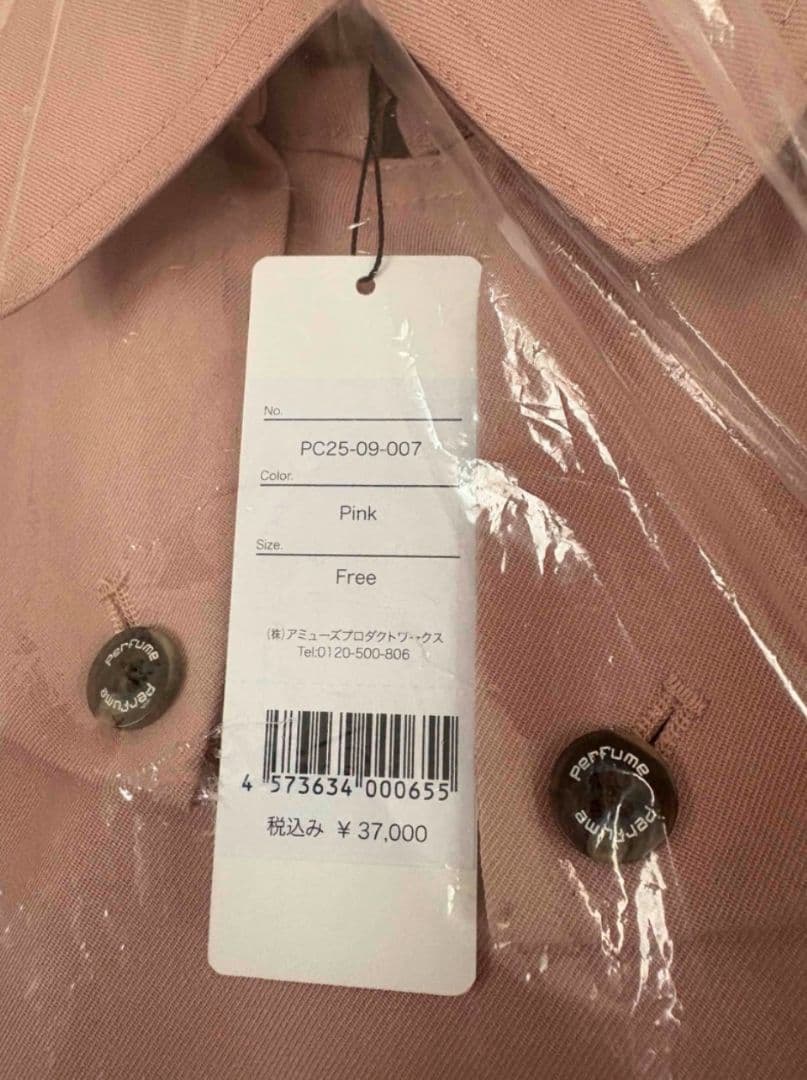 No.
PC25-09-007
Color.
Pink
Size.
Free
(株)アミューズプロダクトワークス
Tel:0120-500-806
4 573634 000655
税込み ¥ 37,000
Perfume
Perfume
Perfume
Perfume